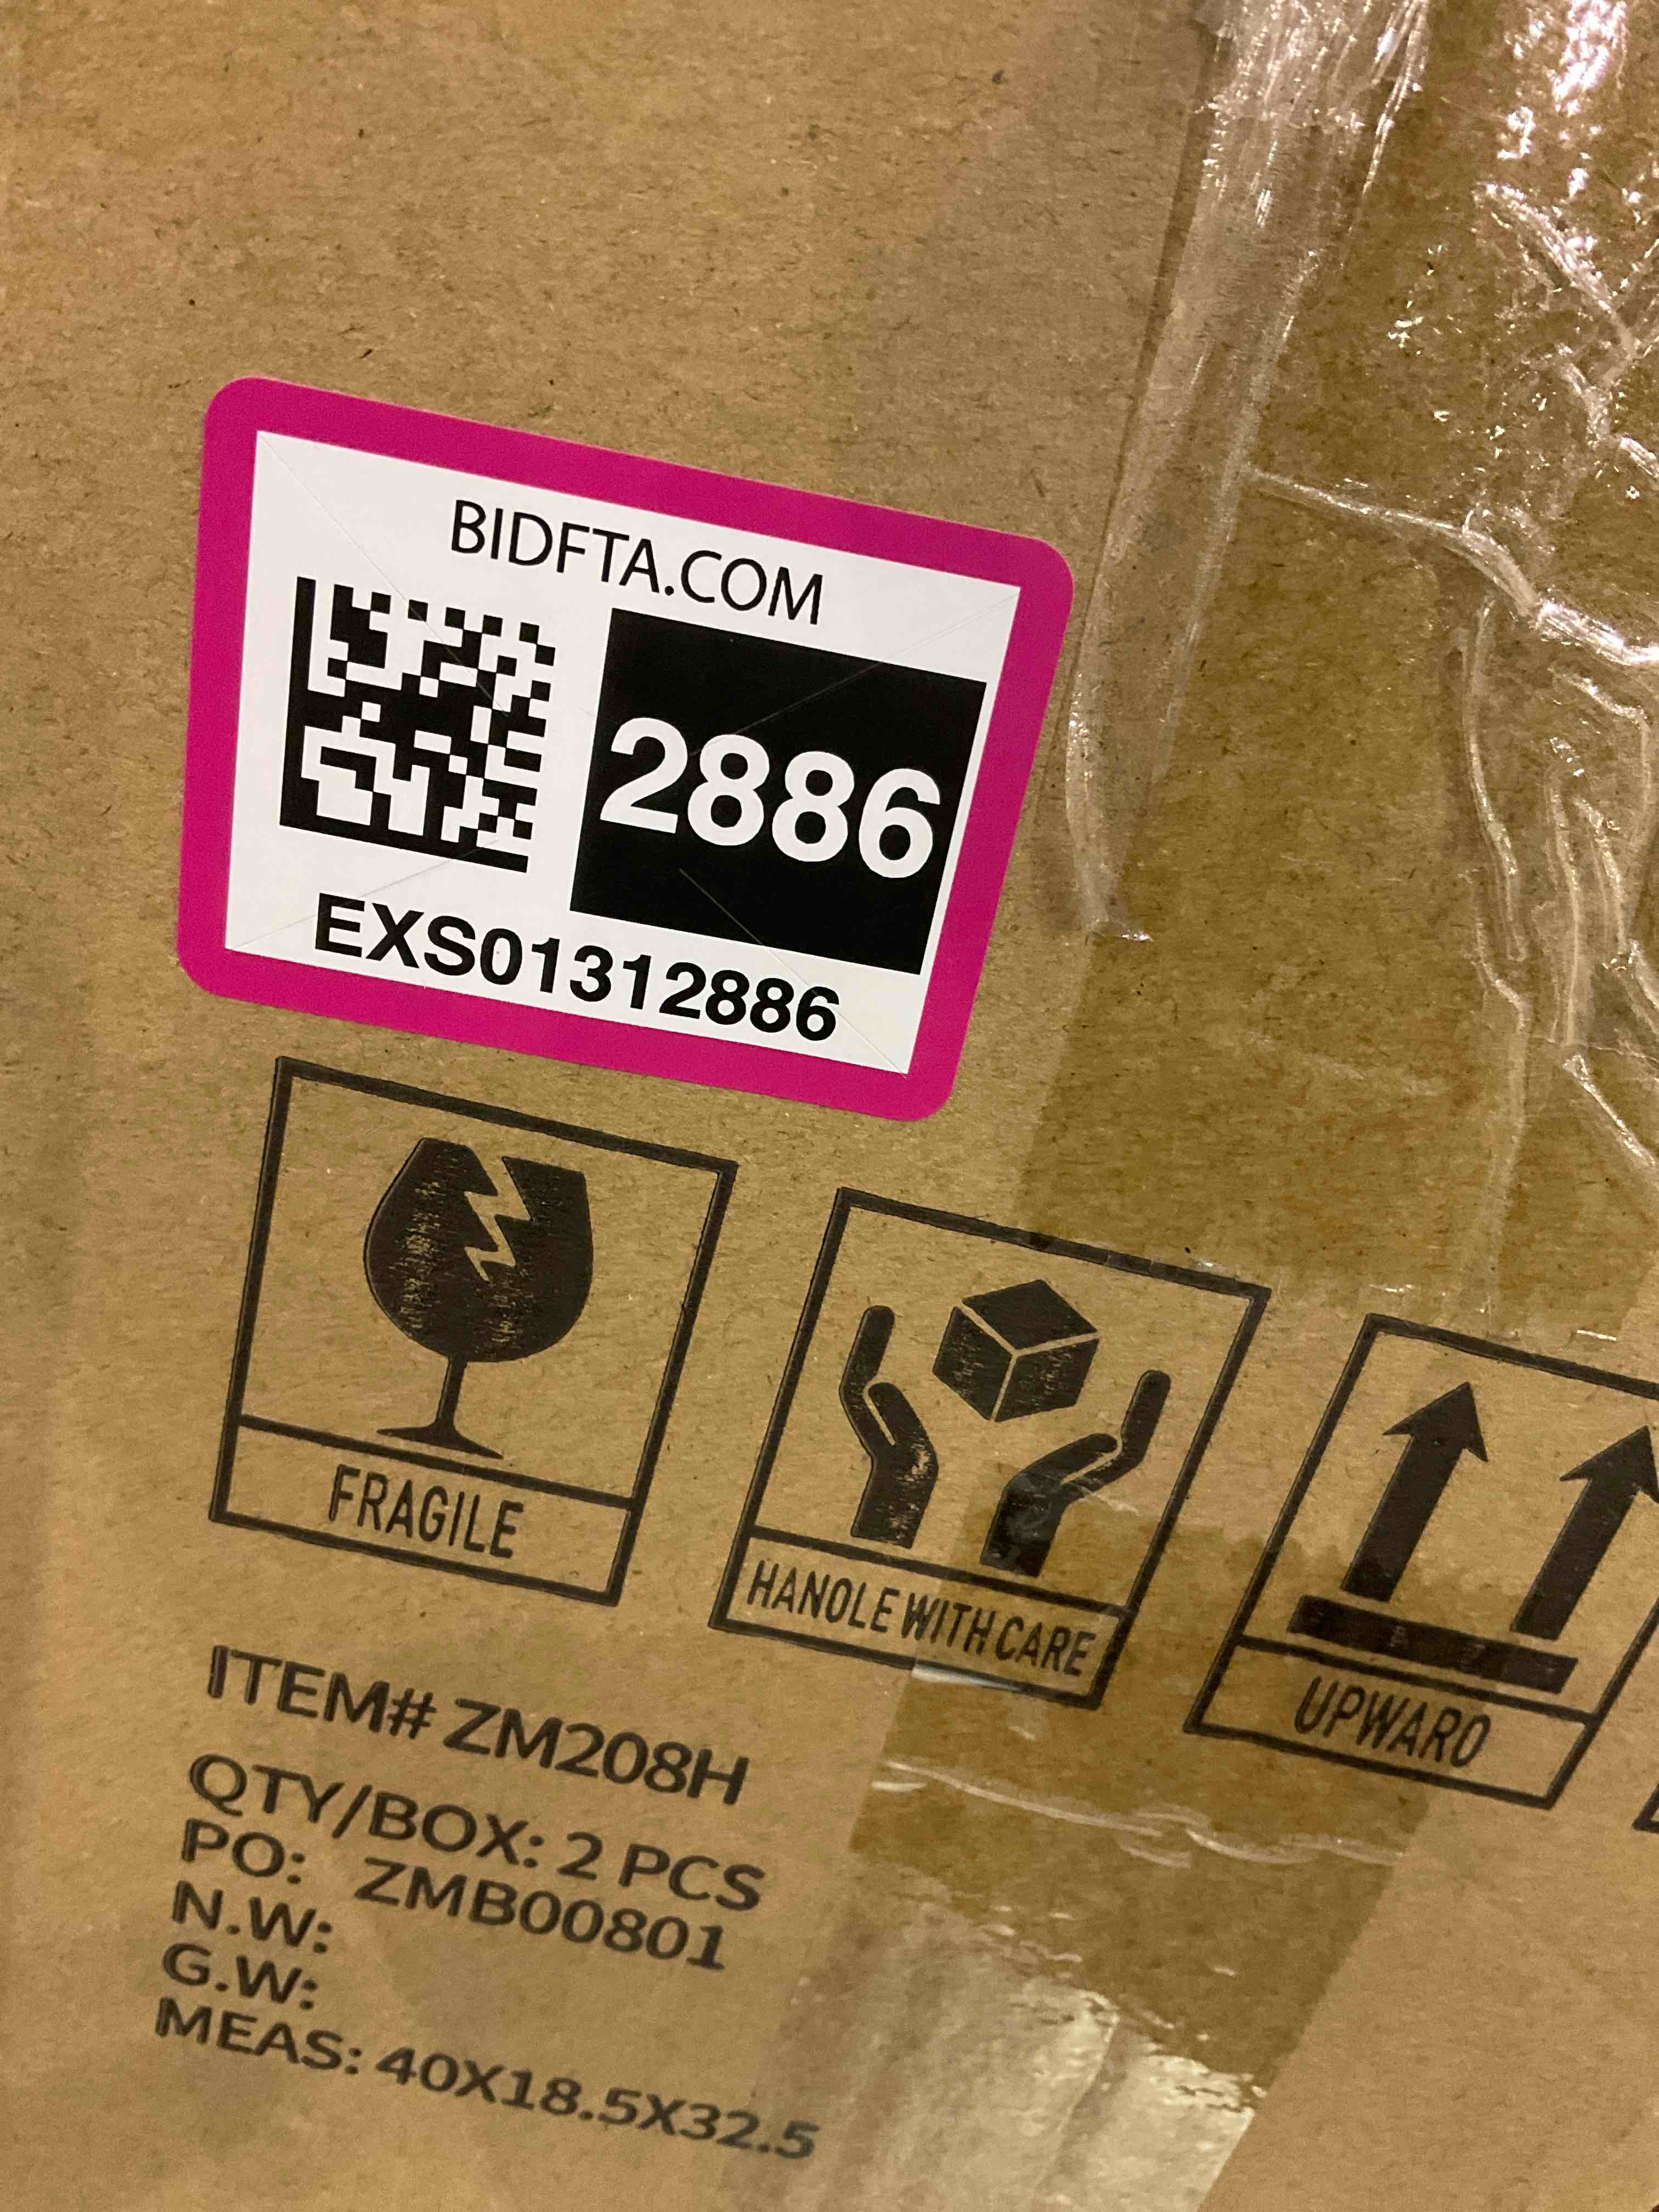 BIDFTA.COM
2886
EXS01312886
FRAGILE
HANOLE WITH CARE
UPWARO
ITEM# ZM208H
QTY/BOX: 2 PCS
PO: ZMB00801
N.W:
G.W:
MEAS: 40X18.5X32.5